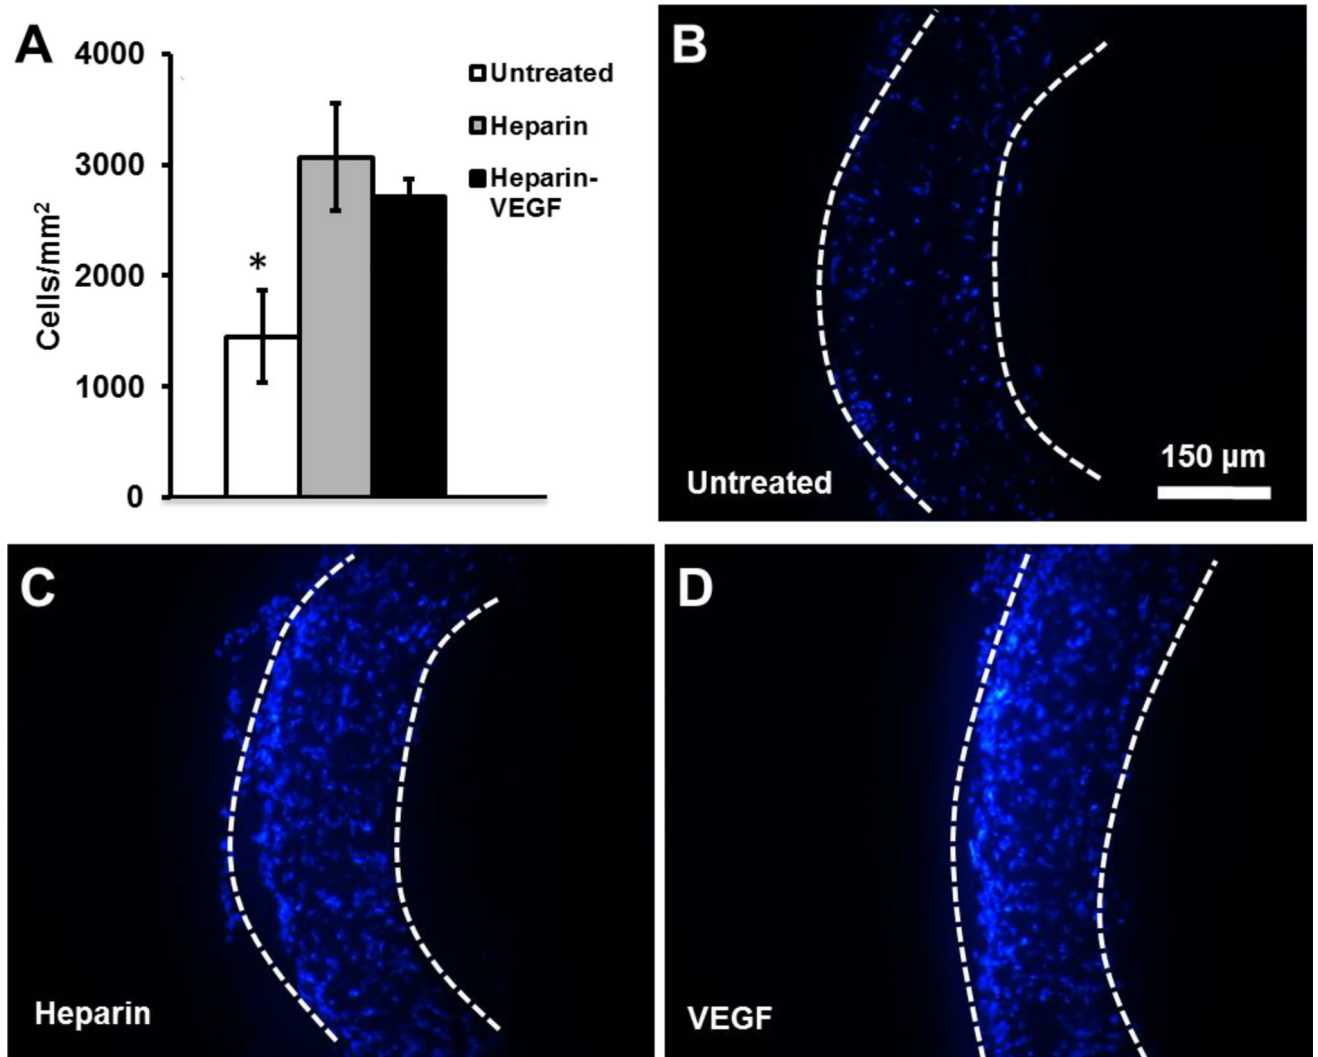 A
4000
3000
2000
1000
0
Cells/mm²
*
Untreated
Heparin
Heparin-
VEGF
B
Untreated
150 µm
C
Heparin
D
VEGF